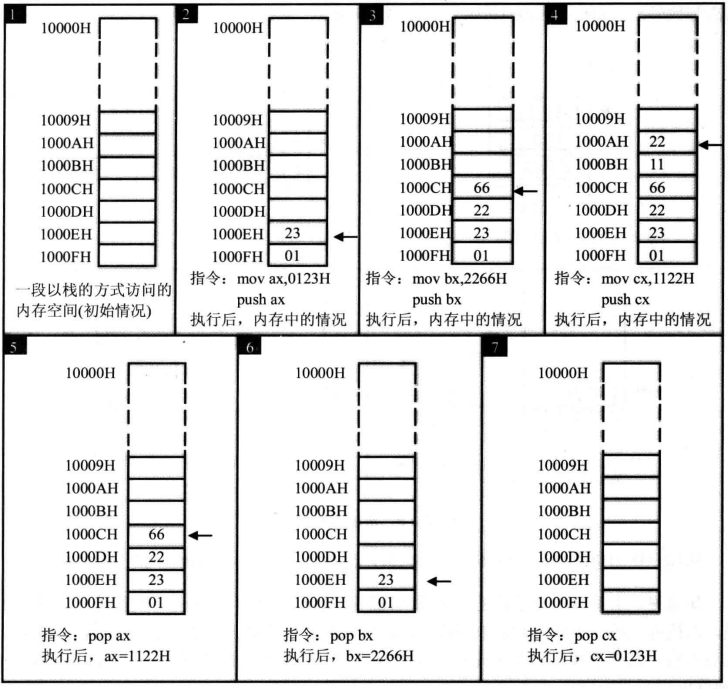 1
10000H
10009H
1000AH
1000BH
1000CH
1000DH
1000EH
1000FH
一段以栈的方式访问的
内存空间(初始情况)
2
10000H
10009H
1000AH
1000BH
1000CH
1000DH
1000EH 23
1000FH 01
指令：mov ax,0123H
push ax
执行后，内存中的情况
3
10000H
10009H
1000AH
1000BH
1000CH 66
1000DH 22
1000EH 23
1000FH 01
指令：mov bx,2266H
push bx
执行后，内存中的情况
4
10000H
10009H
1000AH 22
1000BH 11
1000CH 66
1000DH 22
1000EH 23
1000FH 01
指令：mov cx,1122H
push cx
执行后，内存中的情况
5
10000H
10009H
1000AH
1000BH
1000CH 66
1000DH 22
1000EH 23
1000FH 01
指令：pop ax
执行后，ax=1122H
6
10000H
10009H
1000AH
1000BH
1000CH
1000DH
1000EH 23
1000FH 01
指令：pop bx
执行后，bx=2266H
7
10000H
10009H
1000AH
1000BH
1000CH
1000DH
1000EH
1000FH
指令：pop cx
执行后，cx=0123H